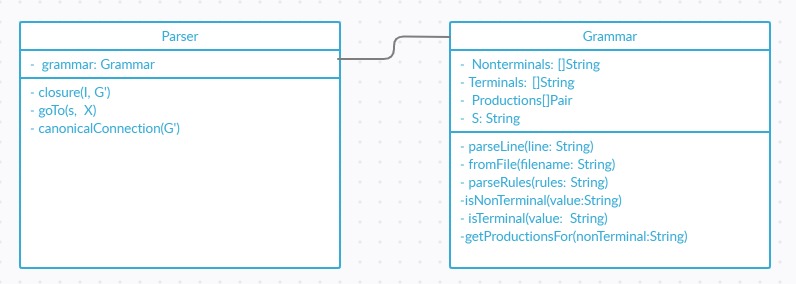 Parser
- grammar: Grammar
- closure(I, G')
- goTo(s, X)
- canonicalConnection(G')
Grammar
- Nonterminals: []String
- Terminals: []String
- Productions[]Pair
- S: String
- parseLine(line: String)
- fromFile(filename: String)
- parseRules(rules: String)
-isNonTerminal(value:String)
- isTerminal(value: String)
-getProductionsFor(nonTerminal:String)